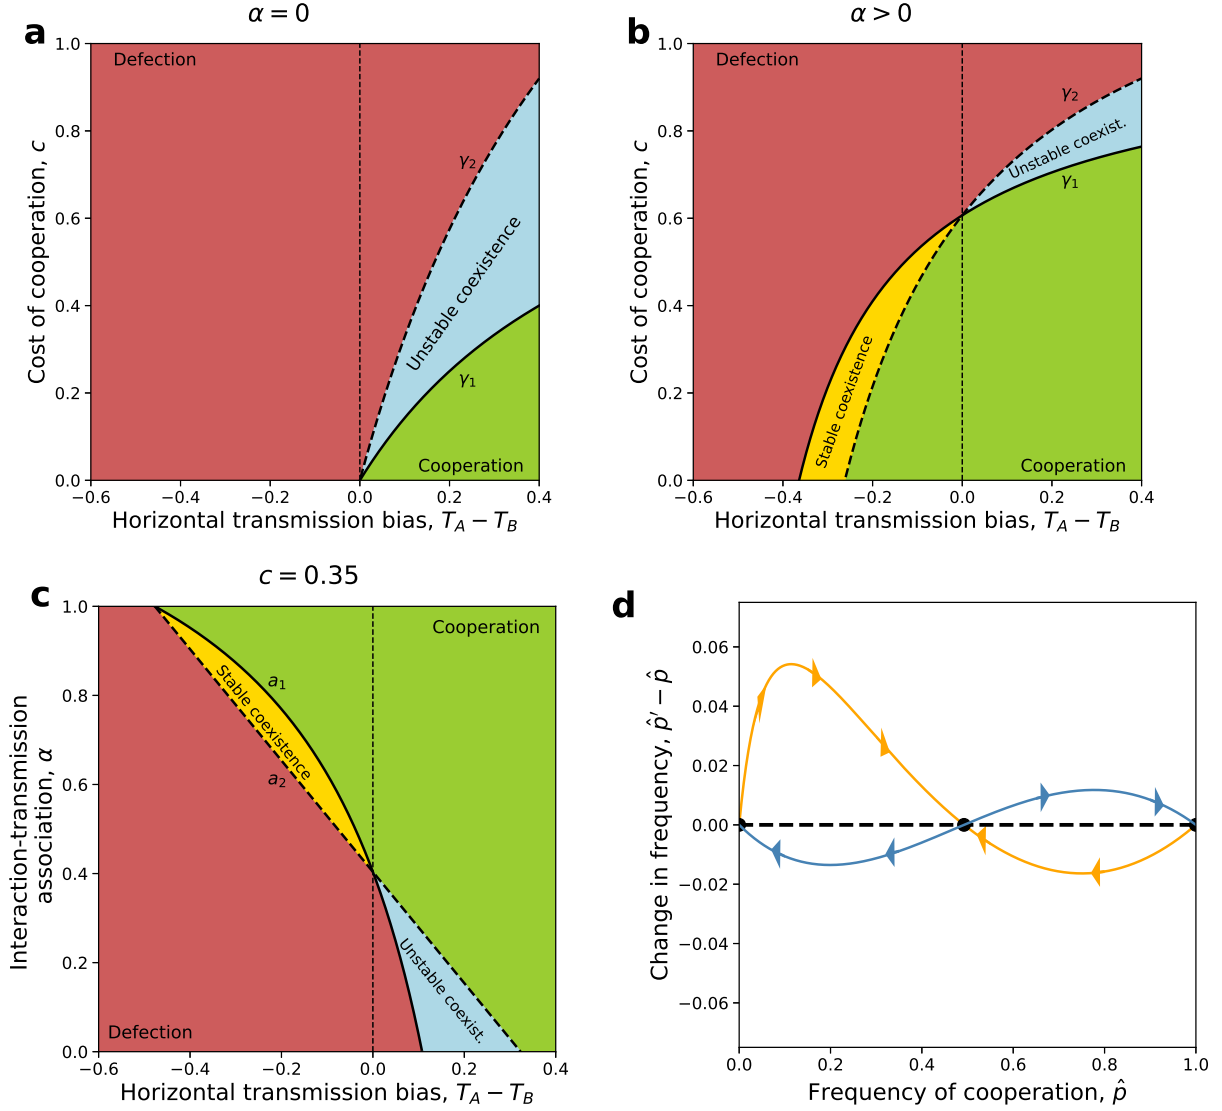 a
α = 0
Defection
γ₂
Unstable coexistence
γ₁
Cooperation
Cost of cooperation, c
1.0
0.8
0.6
0.4
0.2
0.0
−0.6
−0.4
−0.2
0.0
0.2
0.4
Horizontal transmission bias, T_A − T_B
b
α > 0
Defection
γ₂
Unstable coexist.
γ₁
Stable coexistence
Cooperation
Cost of cooperation, c
1.0
0.8
0.6
0.4
0.2
0.0
−0.6
−0.4
−0.2
0.0
0.2
0.4
Horizontal transmission bias, T_A − T_B
c
c = 0.35
Cooperation
a₁
Stable coexistence
a₂
Unstable coexist.
Defection
Interaction-transmission
association, α
1.0
0.8
0.6
0.4
0.2
0.0
−0.6
−0.4
−0.2
0.0
0.2
0.4
Horizontal transmission bias, T_A − T_B
d
Change in frequency, p̂′ − p̂
0.06
0.04
0.02
0.00
−0.02
−0.04
−0.06
0.0
0.2
0.4
0.6
0.8
1.0
Frequency of cooperation, p̂